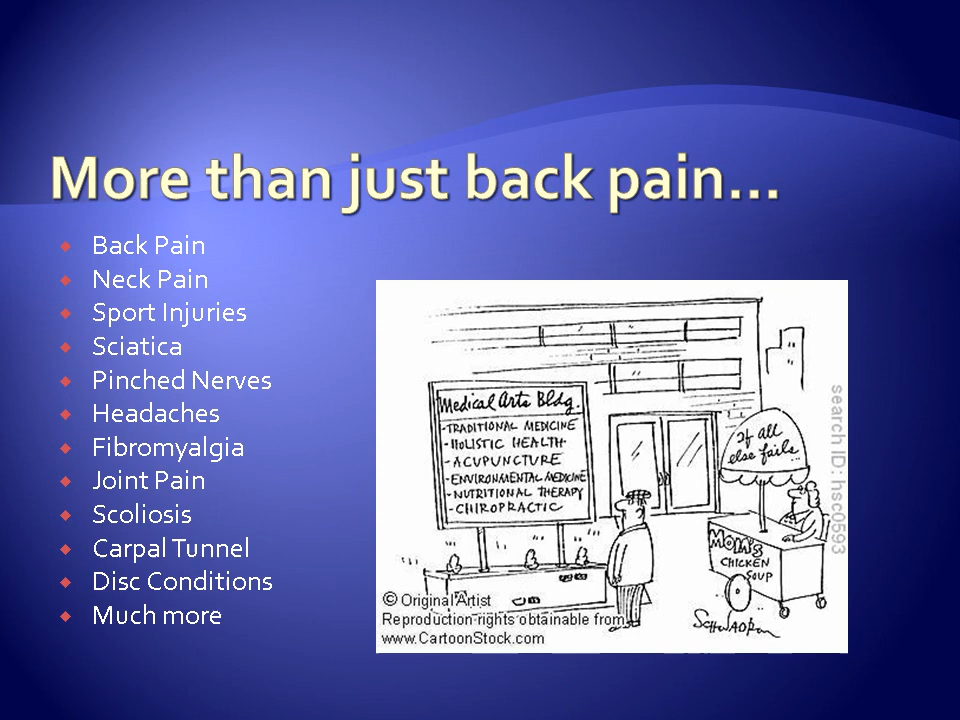 More than just back pain...
Back Pain
Neck Pain
Sport Injuries
Sciatica
Pinched Nerves
Headaches
Fibromyalgia
Joint Pain
Scoliosis
Carpal Tunnel
Disc Conditions
Much more
Medical Arts Bldg.
-TRADITIONAL MEDICINE
-HOLISTIC HEALTH
-ACUPUNCTURE
-ENVIRONMENTAL MEDICINE
-NUTRITIONAL THERAPY
-CHIROPRACTIC
If all
else fails...
MOM'S
CHICKEN
SOUP
© Original Artist
Reproduction rights obtainable from
www.CartoonStock.com
search ID: hsc0593